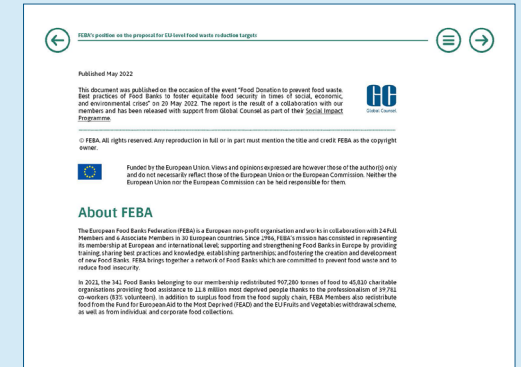 FEBA's position on the proposal for EU level food waste reduction targets
Published May 2022
This document was published on the occasion of the event "Food Donation to prevent food waste.
Best practices of Food Banks to foster equitable food security in times of social, economic,
and environmental crises" on 20 May 2022. The report is the result of a collaboration with our
members and has been released with support from Global Counsel as part of their Social Impact
Programme.
GC
Global Counsel
© FEBA. All rights reserved. Any reproduction in full or in part must mention the title and credit FEBA as the copyright
owner.
Funded by the European Union. Views and opinions expressed are however those of the author(s) only
and do not necessarily reflect those of the European Union or the European Commission. Neither the
European Union nor the European Commission can be held responsible for them.
About FEBA
The European Food Banks Federation (FEBA) is a European non-profit organisation and works in collaboration with 24 Full
Members and 6 Associate Members in 30 European countries. Since 1986, FEBA's mission has consisted in representing
its membership at European and international level; supporting and strengthening Food Banks in Europe by providing
training, sharing best practices and knowledge, establishing partnerships; and fostering the creation and development
of new Food Banks. FEBA brings together a network of Food Banks which are committed to prevent food waste and to
reduce food insecurity.
In 2021, the 341 Food Banks belonging to our membership redistributed 907,280 tonnes of food to 45,810 charitable
organisations providing food assistance to 11.8 million most deprived people thanks to the professionalism of 39,781
co-workers (83% volunteers). In addition to surplus food from the food supply chain, FEBA Members also redistribute
food from the Fund for European Aid to the Most Deprived (FEAD) and the EU Fruits and Vegetables withdrawal scheme,
as well as from individual and corporate food collections.